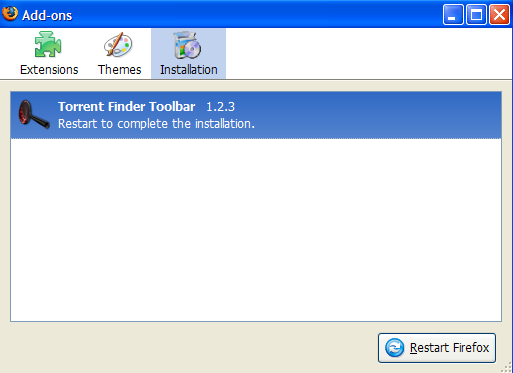 Add-ons
Extensions Themes Installation
Torrent Finder Toolbar 1.2.3
Restart to complete the installation.
Restart Firefox